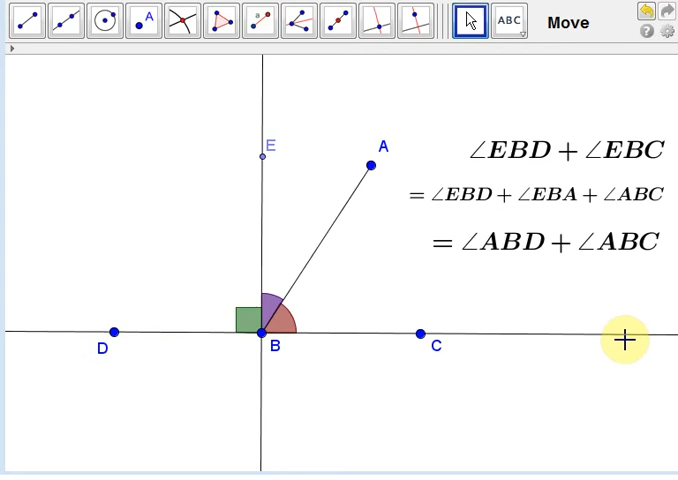 A a ABC Move ?
E
A
∠EBD + ∠EBC
= ∠EBD + ∠EBA + ∠ABC
= ∠ABD + ∠ABC
D B C